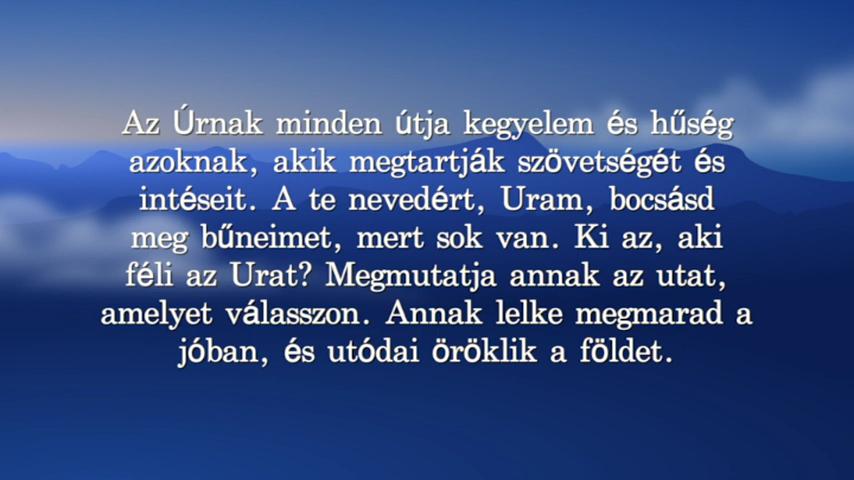 Az Úrnak minden útja kegyelem és hűség
azoknak, akik megtartják szövetségét és
intéseit. A te nevedért, Uram, bocsásd
meg bűneimet, mert sok van. Ki az, aki
féli az Urat? Megmutatja annak az utat,
amelyet válasszon. Annak lelke megmarad a
jóban, és utódai öröklik a földet.